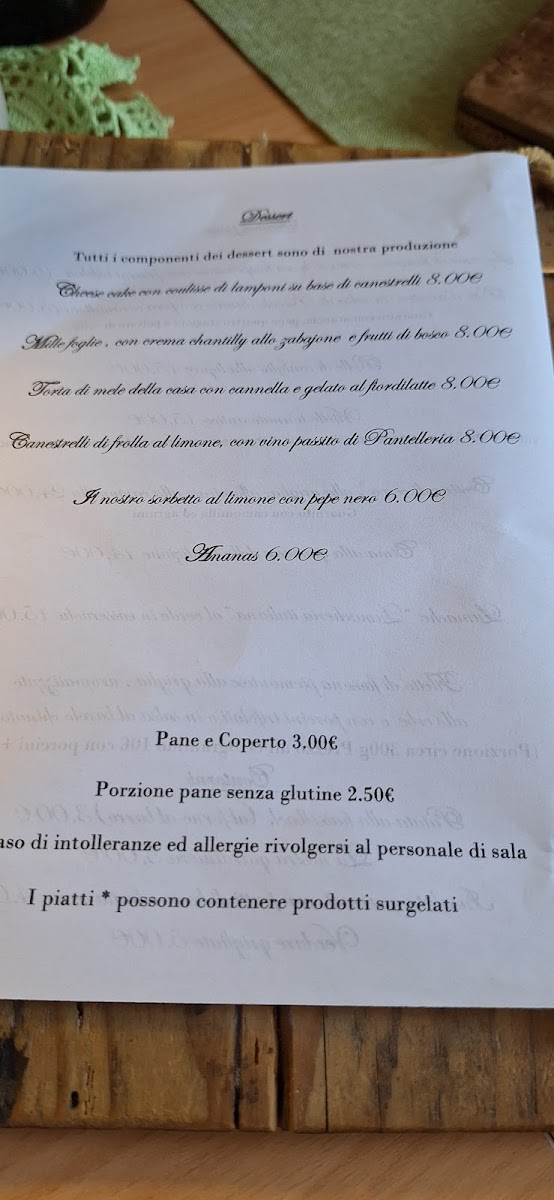 Dessert
Tutti i componenti dei dessert sono di nostra produzione
Cheese cake con coulisse di lamponi su base di canestrelli 8.00€
Mille foglie , con crema chantilly allo zabajone e frutti di bosco 8.00€
Torta di mele della casa con cannella e gelato al fiordilatte 8.00€
Canestrelli di frolla al limone, con vino passito di Pantelleria 8.00€
Il nostro sorbetto al limone con pepe nero 6.00€
Ananas 6.00€
Pane e Coperto 3.00€
Porzione pane senza glutine 2.50€
aso di intolleranze ed allergie rivolgersi al personale di sala
I piatti * possono contenere prodotti surgelati